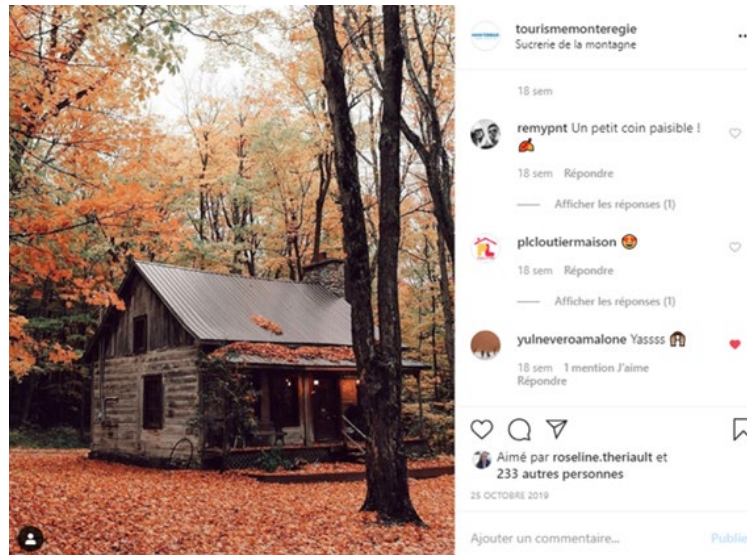 tourismemonteregie
Sucrerie de la montagne
18 sem
remypnt Un petit coin paisible !
18 sem Répondre
Afficher les réponses (1)
plcloutiermaison
18 sem Répondre
Afficher les réponses (1)
yulneveroamalone Yassss
18 sem 1 mention J'aime
Répondre
Aimé par roseline.theriault et
233 autres personnes
25 OCTOBRE 2019
Ajouter un commentaire...
Publie